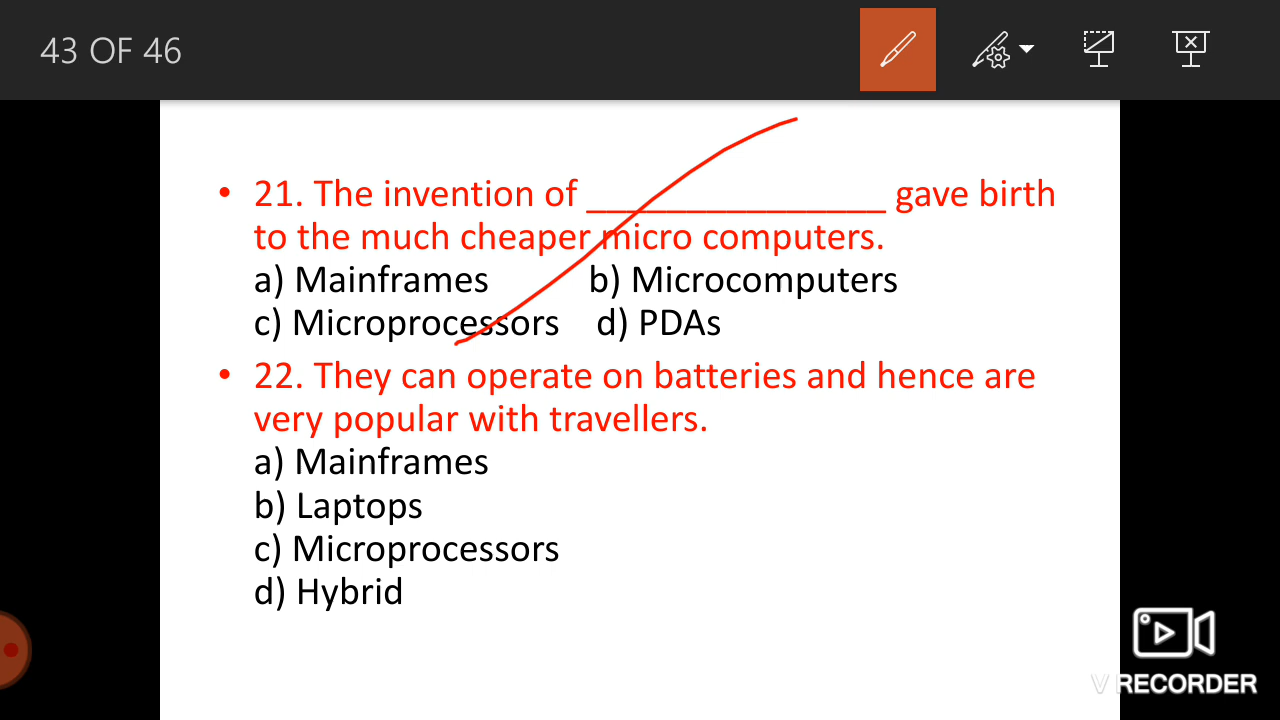 43 OF 46
• 21. The invention of _______________ gave birth
to the much cheaper micro computers.
a) Mainframes b) Microcomputers
c) Microprocessors d) PDAs
• 22. They can operate on batteries and hence are
very popular with travellers.
a) Mainframes
b) Laptops
c) Microprocessors
d) Hybrid
V RECORDER